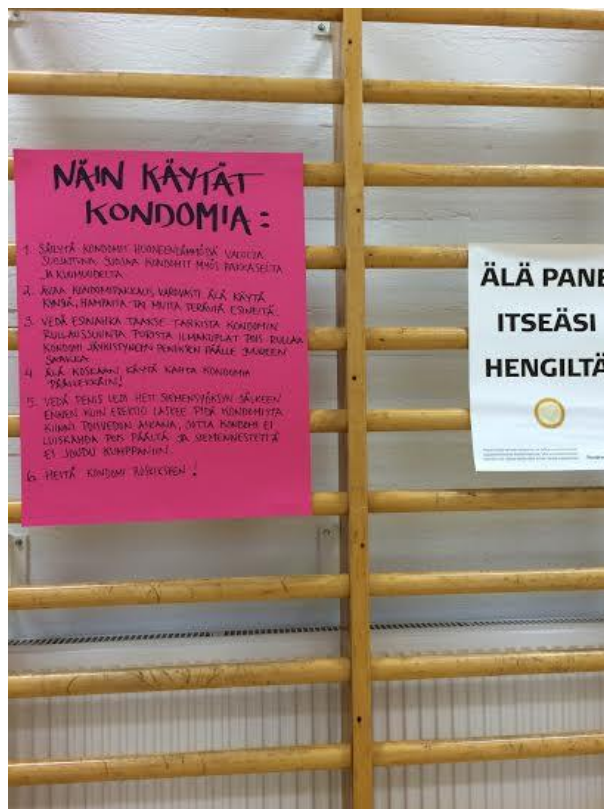 NÄIN KÄYTÄT
KONDOMIA:
1. SÄILYTÄ KONDOMIT HUONEENLÄMMÖSSÄ VALOLTA
SUOJATTUNA. SUOJAA KONDOMIT MYÖS PAKKASELTA
JA KUUMUUDELTA
2. AVAA KONDOMIPAKKAUS VAROVASTI. ÄLÄ KÄYTÄ
KYNSIÄ, HAMPAITA TAI MUITA TERÄVIÄ ESINEITÄ.
3. VEDÄ ESINAHKA TAAKSE TARKISTA KONDOMIN
RULLAUSSUUNTA PURISTA ILMAKUPLAT POIS RULLAA
KONDOMI JÄYKISTYNEEN PENIKSEN PÄÄLLE JUUREEN
SAAKKA.
4. ÄLÄ KOSKAAN KÄYTÄ KAHTA KONDOMIA
PÄÄLLEKKÄIN!
5. VEDÄ PENIS ULOS HETI SIEMENSYÖKSYN JÄLKEEN
ENNEN KUIN EREKTIO LASKEE PIDÄ KONDOMISTA
KIINNI POISVEDON AIKANA, JOTTA KONDOMI EI
LUISKAHDA POIS PÄÄLTÄ JA SIEMENNESTETTÄ
EI JOUDU KUMPPANIIN.
6. HEITÄ KONDOMI ROSKIKSEEN!
ÄLÄ PANE
ITSEÄSI
HENGILTÄ